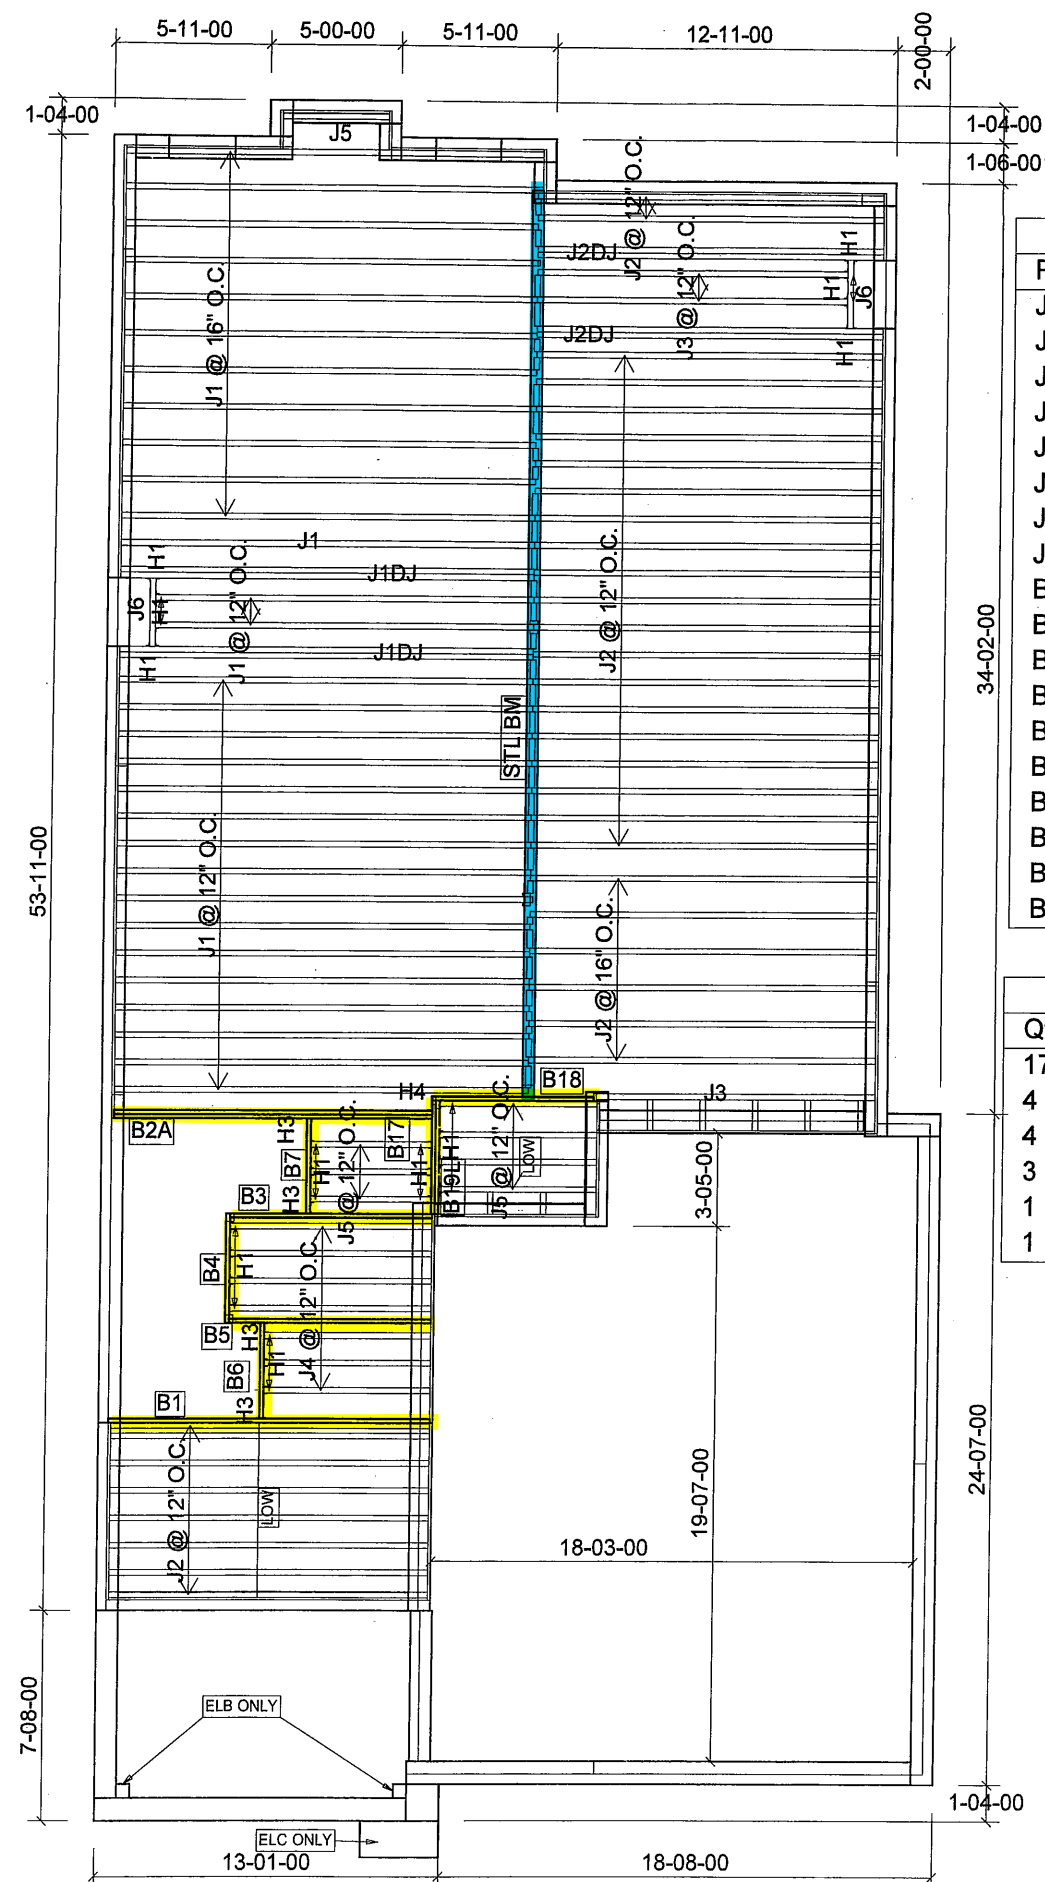 5-11-00
5-00-00
5-11-00
12-11-00
2-00-00
1-04-00
1-04-00
1-06-00
J5
J2 @ 12" O.C.
J2DJ
J3 @ 12" O.C.
H1
H1
J6
H1
J2DJ
J1 @ 16" O.C.
J1
J1DJ
H1
J6
H1
J1 @ 12" O.C.
H1
J1DJ
J2 @ 12" O.C.
34-02-00
STL BM
53-11-00
J1 @ 12" O.C.
J2 @ 16" O.C.
P
J
J
J
J
J
J
J
J
B
B
B
B
B
B
B
B
B
B
Q
17
4
4
3
1
1
H4
B18
J3
B2A
H3
B7
H1
H3
J5 @ 12" O.C.
B17
H1
B19L
H1
J5 @ 12" O.C.
LOW
3-05-00
B3
B4
H1
J4 @ 12" O.C
B5
H3
H1
B6
H3
B1
J2 @ 12" O.C.
LOW
18-03-00
19-07-00
24-07-00
7-08-00
ELB ONLY
ELC ONLY
1-04-00
13-01-00
18-08-00